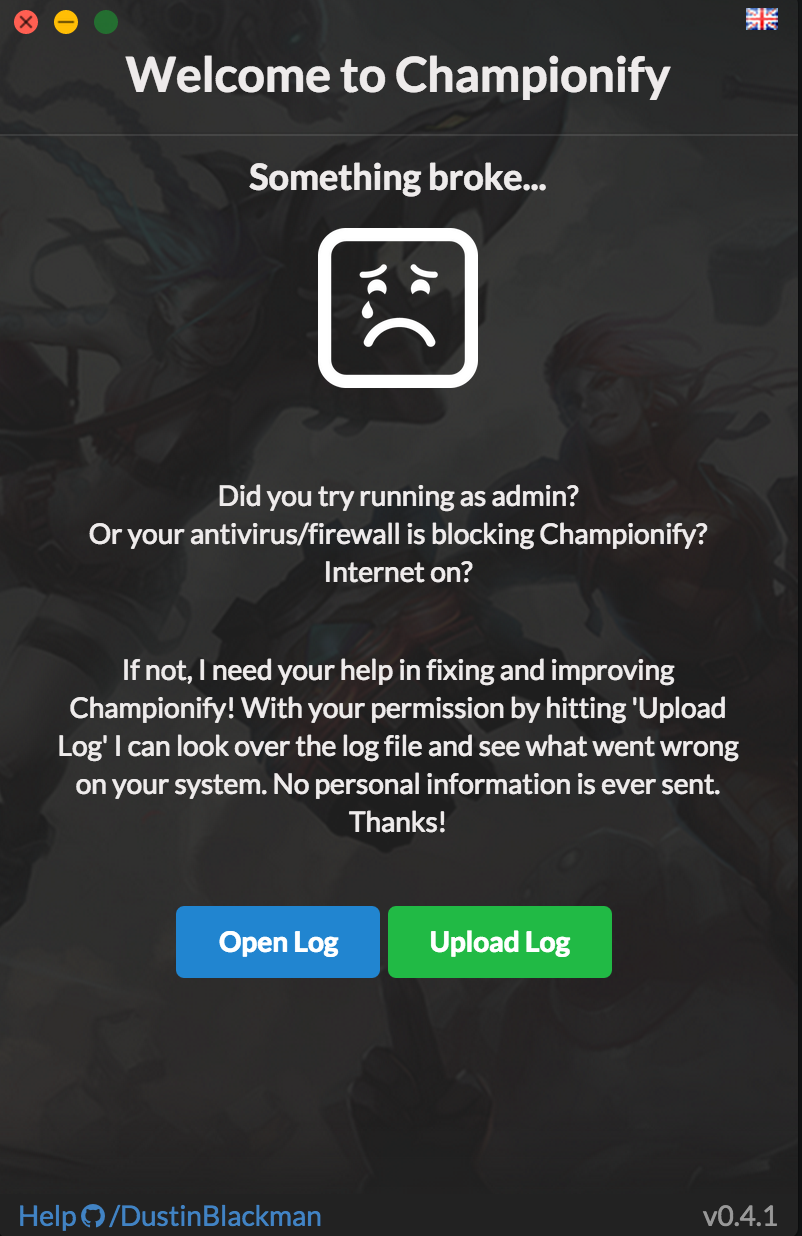 Welcome to Championify
Something broke...
Did you try running as admin?
Or your antivirus/firewall is blocking Championify?
Internet on?
If not, I need your help in fixing and improving
Championify! With your permission by hitting 'Upload
Log' I can look over the log file and see what went wrong
on your system. No personal information is ever sent.
Thanks!
Open Log
Upload Log
Help /DustinBlackman
v0.4.1